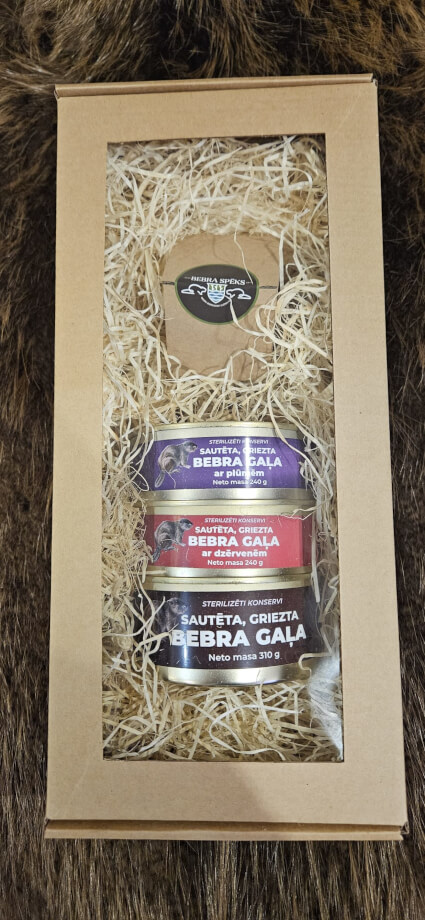 BEBRA SPĒKS
STERILIZĒTI KONSERVI
SAUTĒTA, GRIEZTA
BEBRA GAĻA
ar plūmēm
Neto masa 240 g
STERILIZĒTI KONSERVI
SAUTĒTA, GRIEZTA
BEBRA GAĻA
ar dzērvenēm
Neto masa 240 g
STERILIZĒTI KONSERVI
SAUTĒTA, GRIEZTA
BEBRA GAĻA
Neto masa 310 g